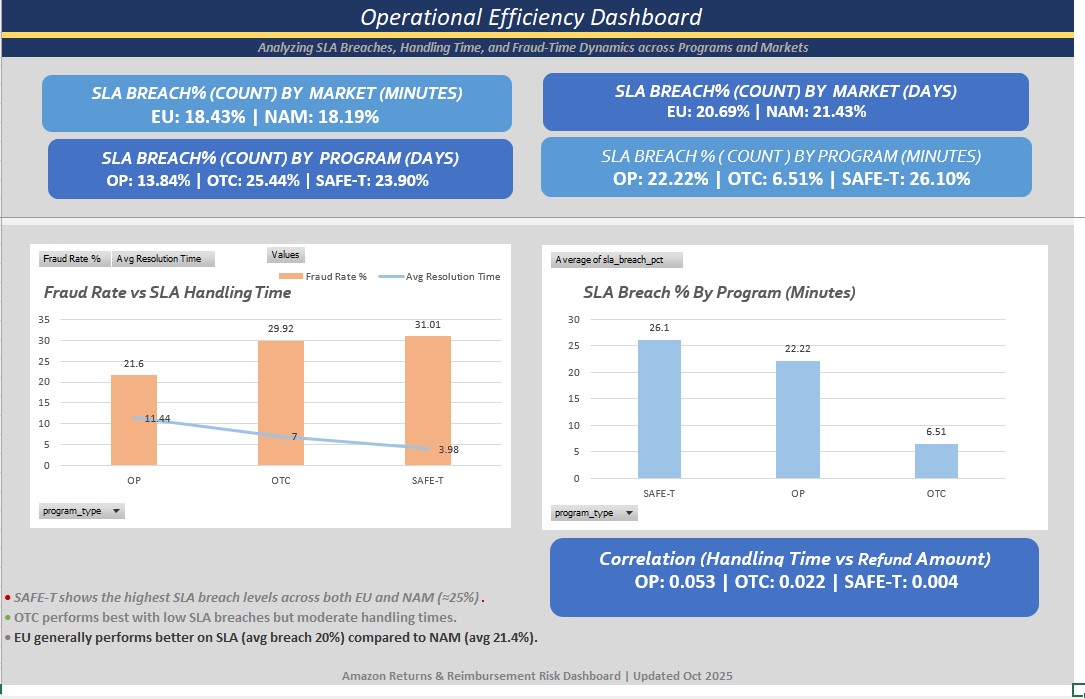 Operational Efficiency Dashboard
Analyzing SLA Breaches, Handling Time, and Fraud-Time Dynamics across Programs and Markets
SLA BREACH% (COUNT) BY MARKET (MINUTES)
EU: 18.43% | NAM: 18.19%
SLA BREACH% (COUNT) BY MARKET (DAYS)
EU: 20.69% | NAM: 21.43%
SLA BREACH% (COUNT) BY PROGRAM (DAYS)
OP: 13.84% | OTC: 25.44% | SAFE-T: 23.90%
SLA BREACH % ( COUNT ) BY PROGRAM (MINUTES)
OP: 22.22% | OTC: 6.51% | SAFE-T: 26.10%
Fraud Rate % Avg Resolution Time Values
Fraud Rate % Avg Resolution Time
Fraud Rate vs SLA Handling Time
35
30
25
20
15
10
5
0
21.6
29.92
31.01
11.44
7
3.98
OP OTC SAFE-T
program_type
Average of sla_breach_pct
SLA Breach % By Program (Minutes)
30
25
20
15
10
5
0
26.1
22.22
6.51
SAFE-T OP OTC
program_type
Correlation (Handling Time vs Refund Amount)
OP: 0.053 | OTC: 0.022 | SAFE-T: 0.004
• SAFE-T shows the highest SLA breach levels across both EU and NAM (≈25%) .
• OTC performs best with low SLA breaches but moderate handling times.
• EU generally performs better on SLA (avg breach 20%) compared to NAM (avg 21.4%).
Amazon Returns & Reimbursement Risk Dashboard | Updated Oct 2025